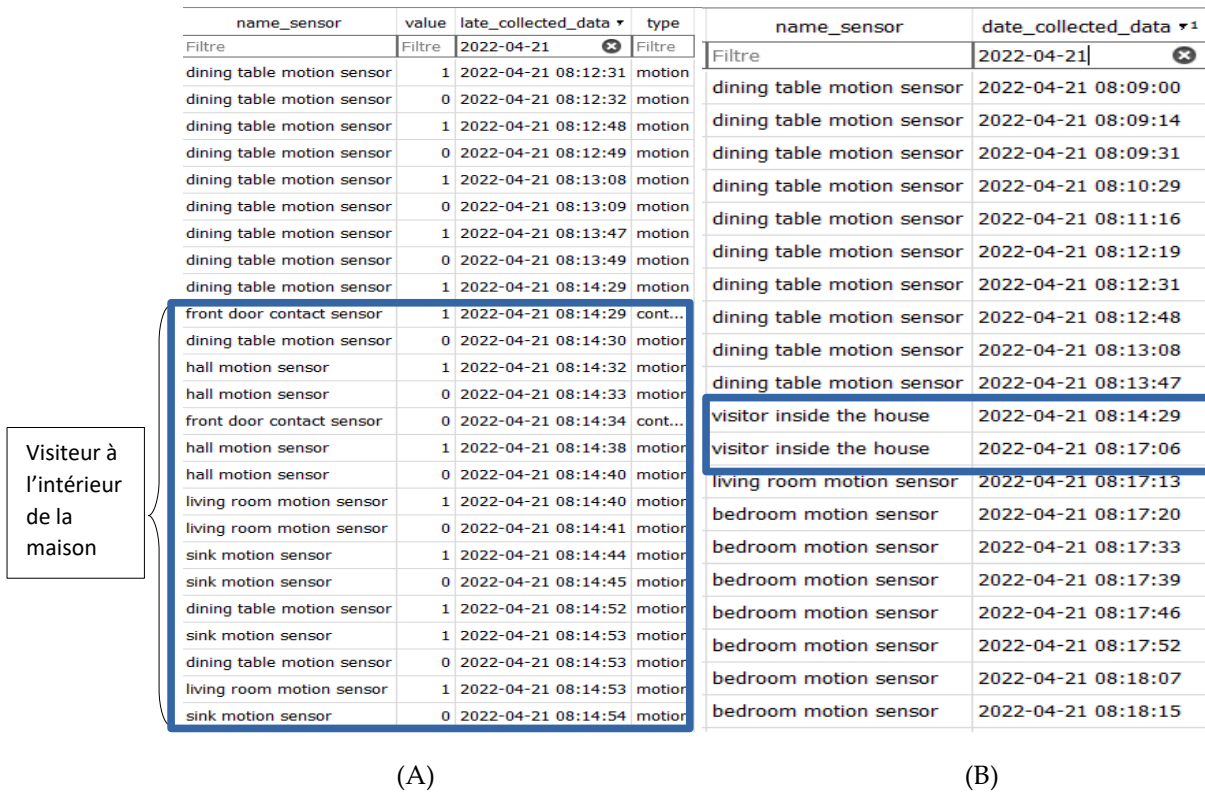 name_sensor value late_collected_data type
Filtre Filtre 2022-04-21 Filtre
dining table motion sensor 1 2022-04-21 08:12:31 motion
dining table motion sensor 0 2022-04-21 08:12:32 motion
dining table motion sensor 1 2022-04-21 08:12:48 motion
dining table motion sensor 0 2022-04-21 08:12:49 motion
dining table motion sensor 1 2022-04-21 08:13:08 motion
dining table motion sensor 0 2022-04-21 08:13:09 motion
dining table motion sensor 1 2022-04-21 08:13:47 motion
dining table motion sensor 0 2022-04-21 08:13:49 motion
dining table motion sensor 1 2022-04-21 08:14:29 motion
front door contact sensor 1 2022-04-21 08:14:29 cont...
dining table motion sensor 0 2022-04-21 08:14:30 motion
hall motion sensor 1 2022-04-21 08:14:32 motion
hall motion sensor 0 2022-04-21 08:14:33 motion
front door contact sensor 0 2022-04-21 08:14:34 cont...
hall motion sensor 1 2022-04-21 08:14:38 motion
hall motion sensor 0 2022-04-21 08:14:40 motion
living room motion sensor 1 2022-04-21 08:14:40 motion
living room motion sensor 0 2022-04-21 08:14:41 motion
sink motion sensor 1 2022-04-21 08:14:44 motion
sink motion sensor 0 2022-04-21 08:14:45 motion
dining table motion sensor 1 2022-04-21 08:14:52 motion
sink motion sensor 1 2022-04-21 08:14:53 motion
dining table motion sensor 0 2022-04-21 08:14:53 motion
living room motion sensor 1 2022-04-21 08:14:53 motion
sink motion sensor 0 2022-04-21 08:14:54 motion
Visiteur à
l'intérieur
de la
maison
(A)
name_sensor date_collected_data 1
Filtre 2022-04-21
dining table motion sensor 2022-04-21 08:09:00
dining table motion sensor 2022-04-21 08:09:14
dining table motion sensor 2022-04-21 08:09:31
dining table motion sensor 2022-04-21 08:10:29
dining table motion sensor 2022-04-21 08:11:16
dining table motion sensor 2022-04-21 08:12:19
dining table motion sensor 2022-04-21 08:12:31
dining table motion sensor 2022-04-21 08:12:48
dining table motion sensor 2022-04-21 08:13:08
dining table motion sensor 2022-04-21 08:13:47
visitor inside the house 2022-04-21 08:14:29
visitor inside the house 2022-04-21 08:17:06
living room motion sensor 2022-04-21 08:17:13
bedroom motion sensor 2022-04-21 08:17:20
bedroom motion sensor 2022-04-21 08:17:33
bedroom motion sensor 2022-04-21 08:17:39
bedroom motion sensor 2022-04-21 08:17:46
bedroom motion sensor 2022-04-21 08:17:52
bedroom motion sensor 2022-04-21 08:18:07
bedroom motion sensor 2022-04-21 08:18:15
(B)